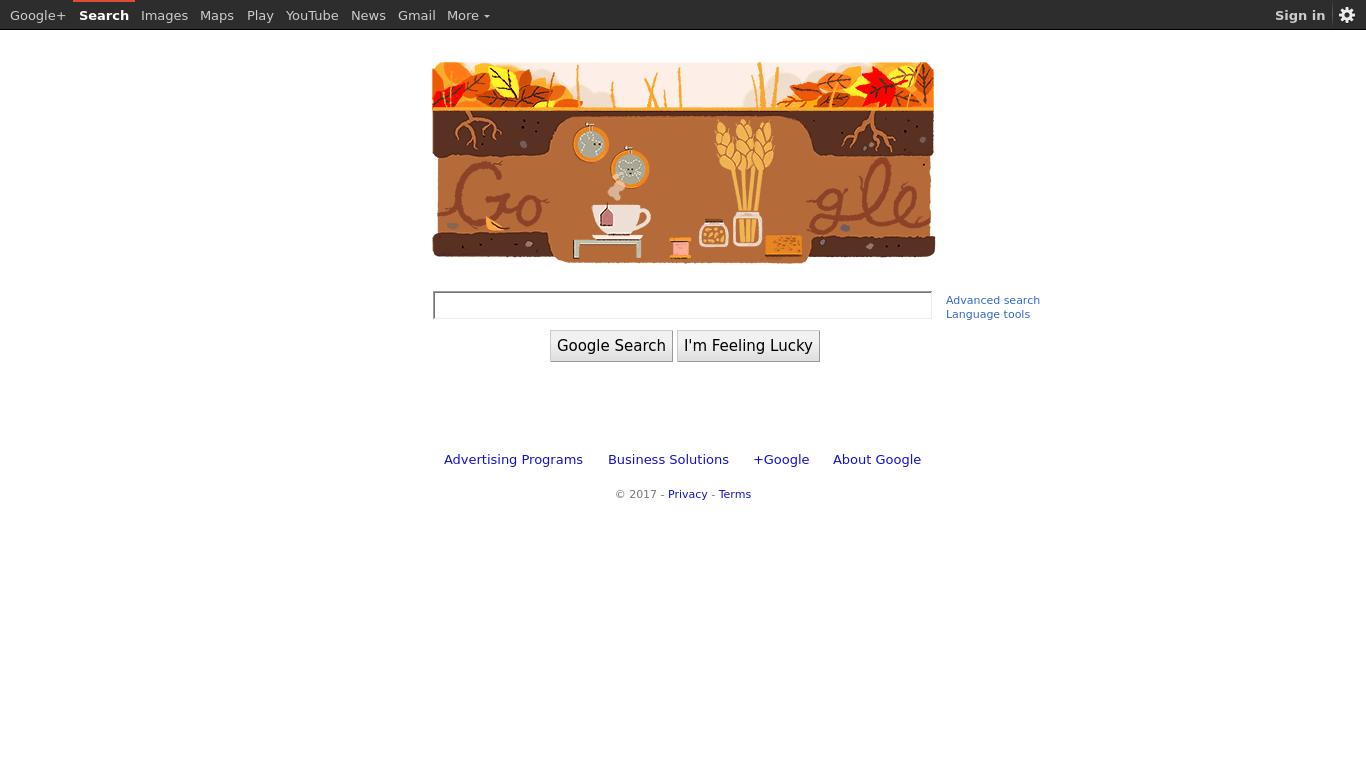 Google+ Search Images Maps Play YouTube News Gmail More Sign in
Go gle
Advanced search
Language tools
Google Search I'm Feeling Lucky
Advertising Programs Business Solutions +Google About Google
© 2017 - Privacy - Terms